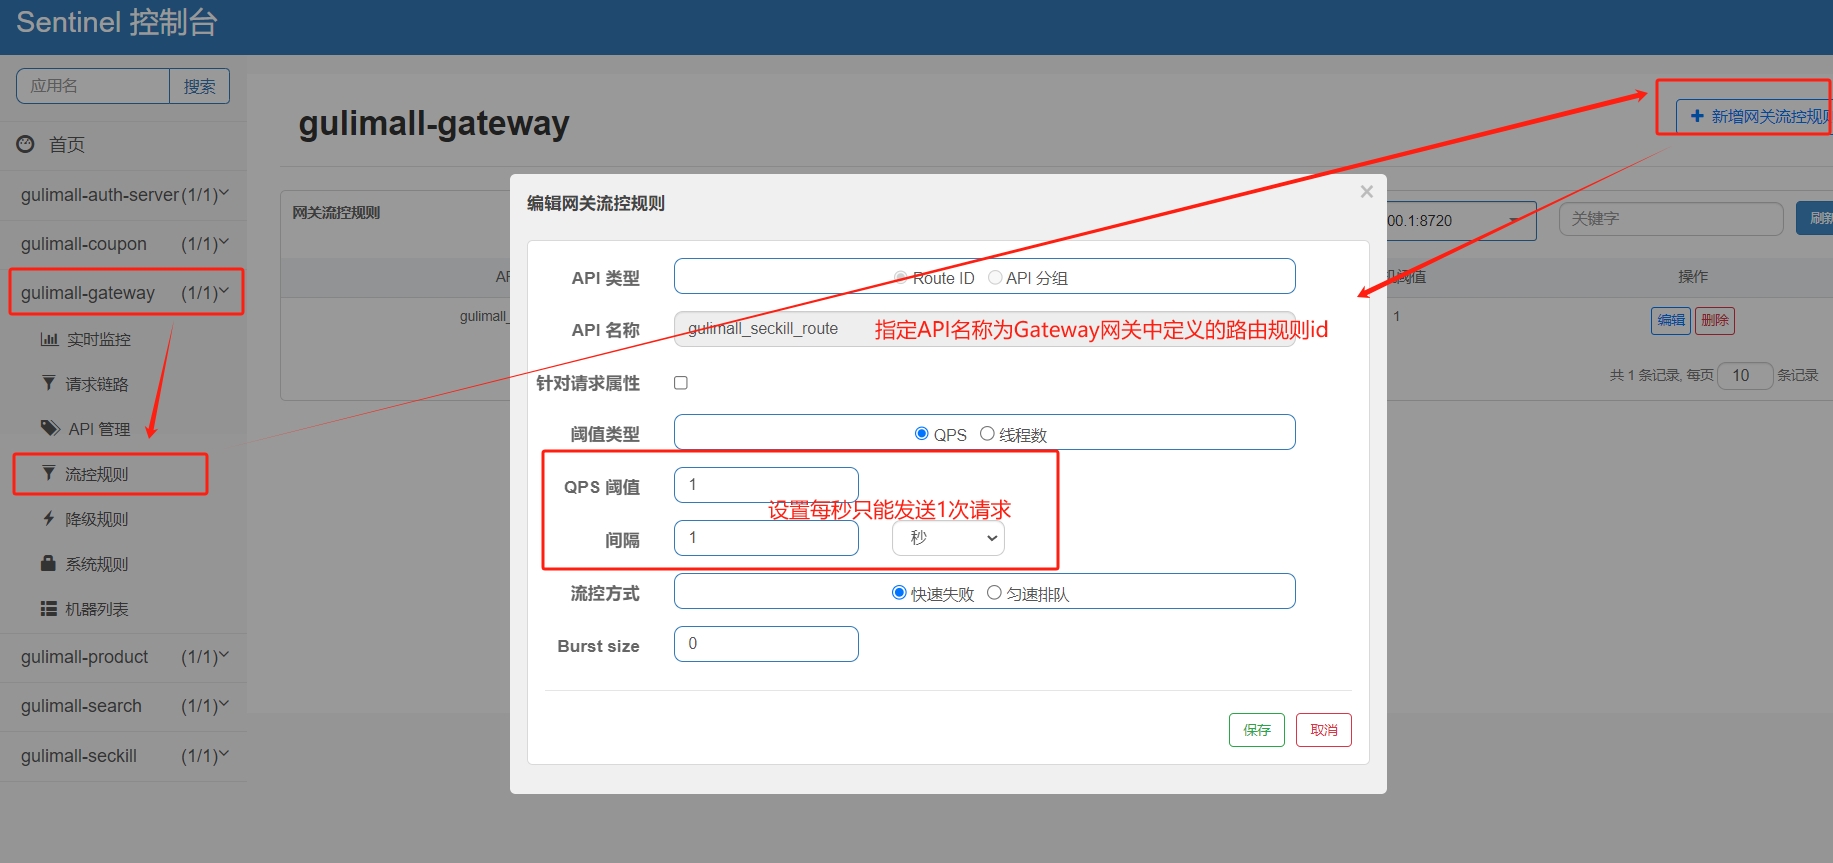 Sentinel 控制台
应用名
搜索
首页
gulimall-auth-server (1/1)
gulimall-coupon (1/1)
gulimall-gateway (1/1)
实时监控
请求链路
API 管理
流控规则
降级规则
系统规则
机器列表
gulimall-product (1/1)
gulimall-search (1/1)
gulimall-seckill (1/1)
gulimall-gateway
新增网关流控规则
网关流控规则
00.1:8720
关键字
刷新
阈值
操作
gulimall_
1
编辑
删除
共 1 条记录, 每页 10 条记录
编辑网关流控规则
×
API 类型
Route ID API 分组
API 名称
gulimall_seckill_route
指定API名称为Gateway网关中定义的路由规则id
针对请求属性
阈值类型
QPS 线程数
QPS 阈值
1
设置每秒只能发送1次请求
间隔
1
秒
流控方式
快速失败 匀速排队
Burst size
0
保存
取消